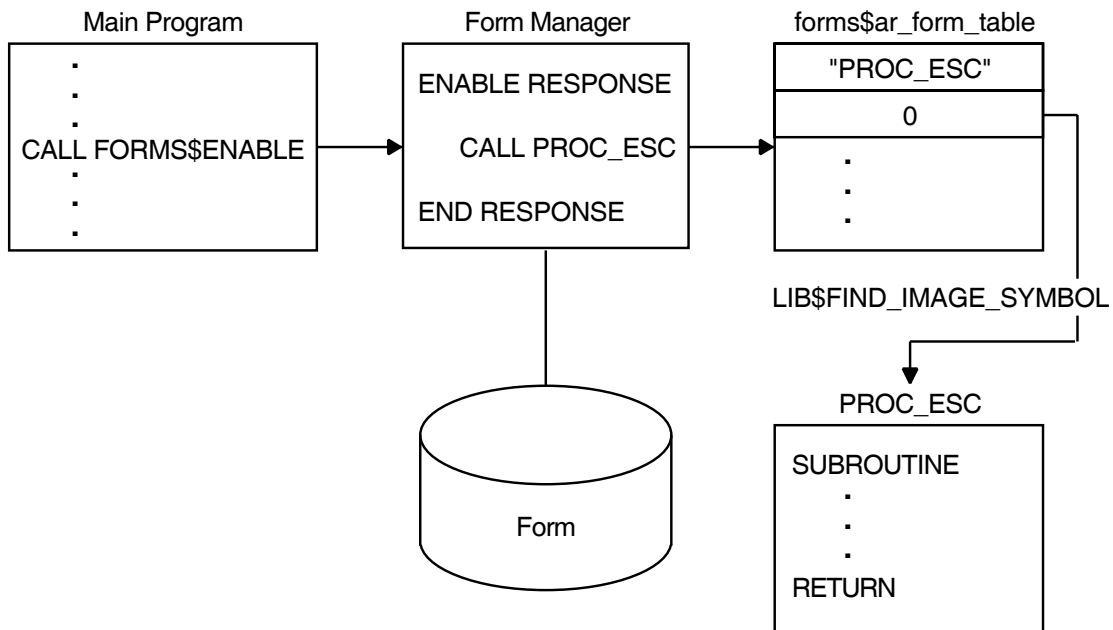 Main Program
CALL FORMS$ENABLE
Form Manager
ENABLE RESPONSE
CALL PROC_ESC
END RESPONSE
forms$ar_form_table
"PROC_ESC"
0
LIB$FIND_IMAGE_SYMBOL
Form
PROC_ESC
SUBROUTINE
RETURN